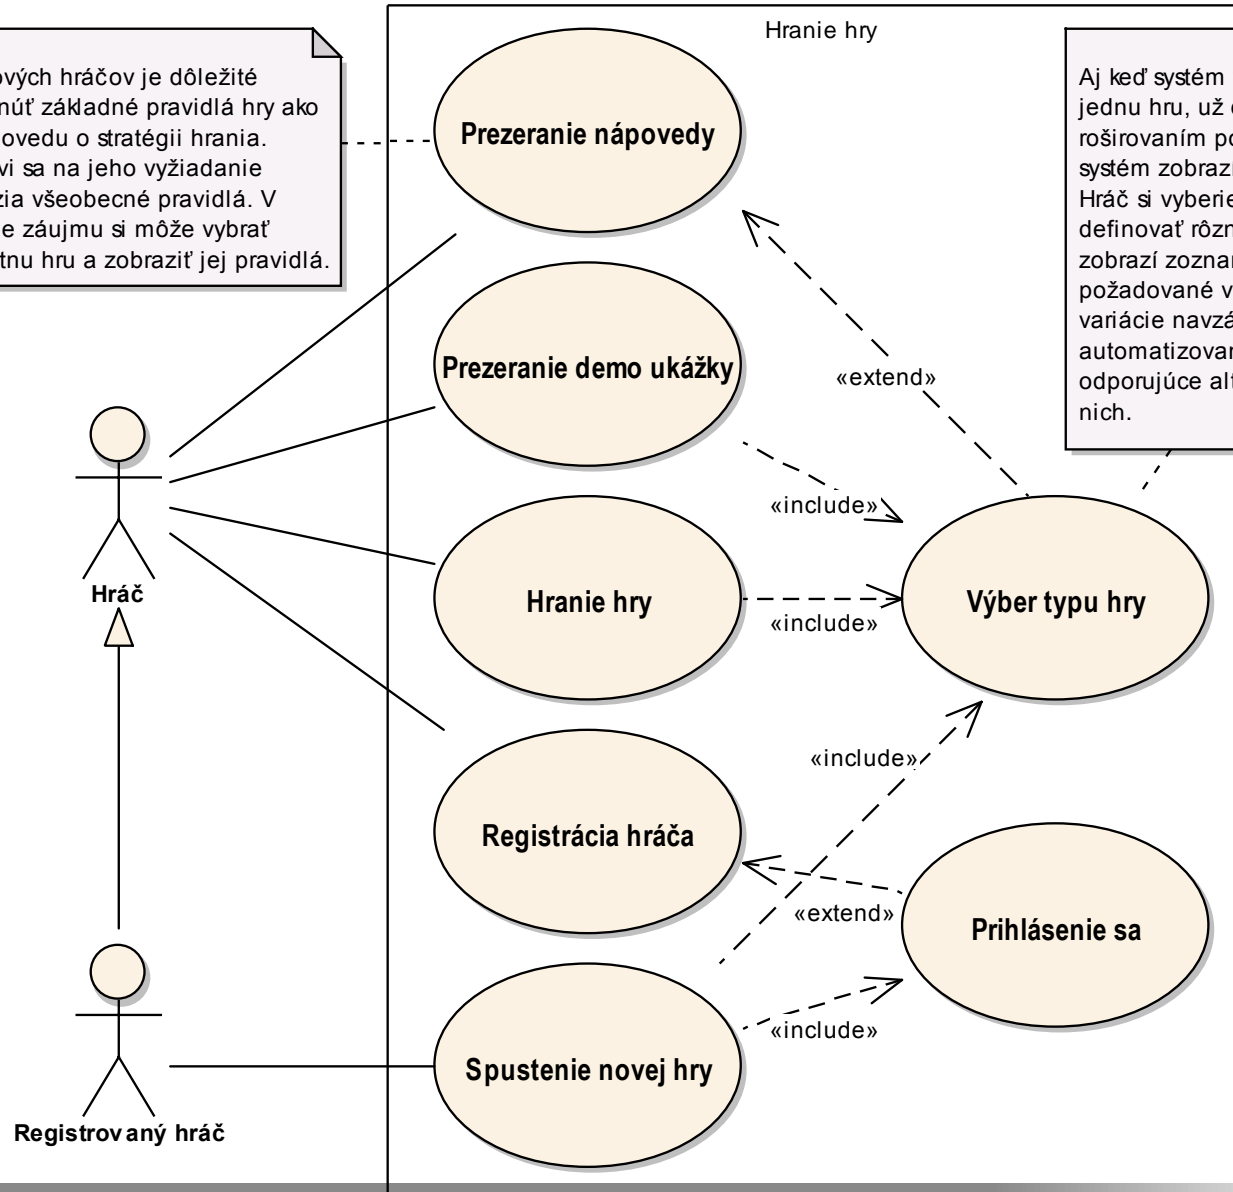 Hranie hry
ových hráčov je dôležité
núť základné pravidlá hry ako
ovedu o stratégii hrania.
vi sa na jeho vyžiadanie
zia všeobecné pravidlá. V
e záujmu si môže vybrať
tnu hru a zobraziť jej pravidlá.
Aj keď systém
jednu hru, už
roširovaním po
systém zobrazí
Hráč si vyberie
definovať rôzn
zobrazí zoznam
požadované v
variácie navzá
automatizovan
odporujúce alt
nich.
Prezeranie nápovedy
«extend»
Prezeranie demo ukážky
«include»
Hráč
Hranie hry
«include»
Výber typu hry
«include»
Registrácia hráča
«extend»
Prihlásenie sa
«include»
Spustenie novej hry
Registrovaný hráč